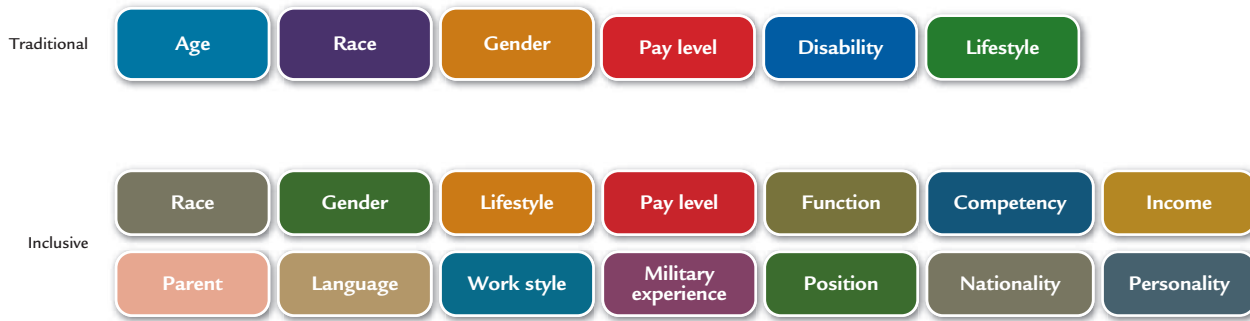 Traditional
Age
Race
Gender
Pay level
Disability
Lifestyle
Inclusive
Race
Gender
Lifestyle
Pay level
Function
Competency
Income
Parent
Language
Work style
Military
experience
Position
Nationality
Personality